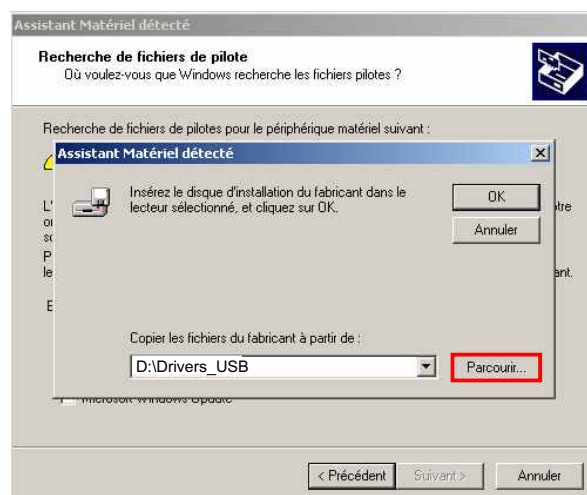 Assistant Matériel détecté
Recherche de fichiers de pilote
Où voulez-vous que Windows recherche les fichiers pilotes ?
Recherche de fichiers de pilotes pour le périphérique matériel suivant :
Assistant Matériel détecté
Insérez le disque d'installation du fabricant dans le
lecteur sélectionné, et cliquez sur OK.
OK
Annuler
Copier les fichiers du fabricant à partir de :
D:\Drivers_USB
Parcourir...
Microsoft Windows Update
< Précédent
Suivant >
Annuler